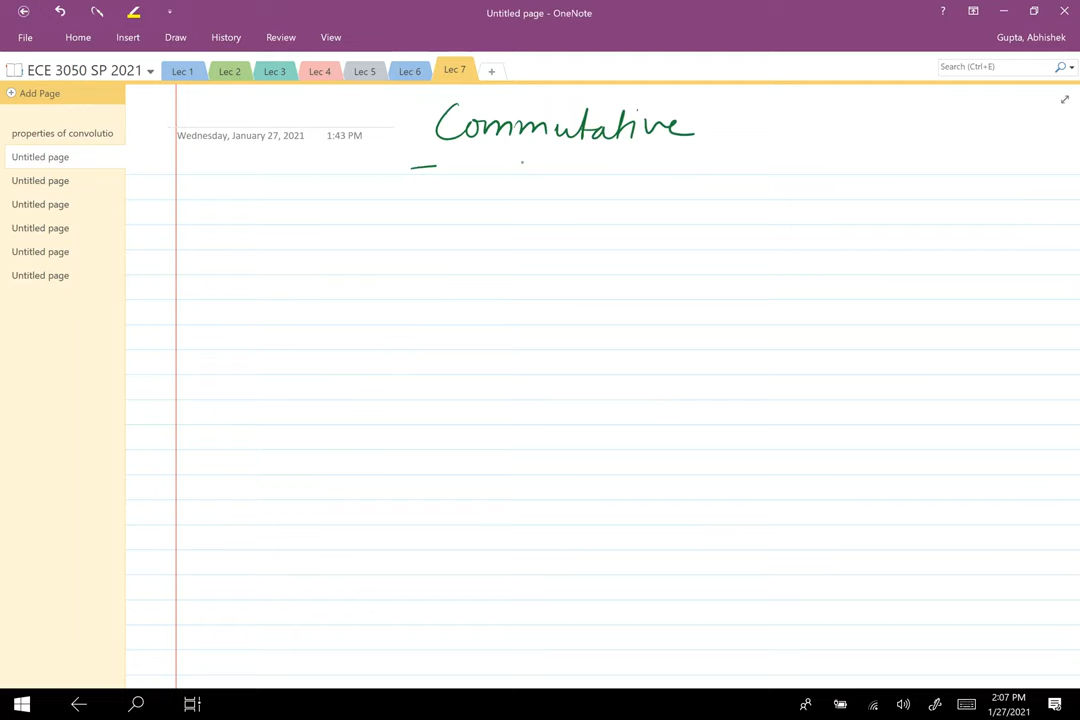 Untitled page - OneNote
?
File Home Insert Draw History Review View
Gupta, Abhishek
ECE 3050 SP 2021
Lec 1 Lec 2 Lec 3 Lec 4 Lec 5 Lec 6 Lec 7 +
Search (Ctrl+E)
Add Page
properties of convolutio
Untitled page
Untitled page
Untitled page
Untitled page
Untitled page
Untitled page
Commutative
Wednesday, January 27, 2021 1:43 PM
2:07 PM
1/27/2021